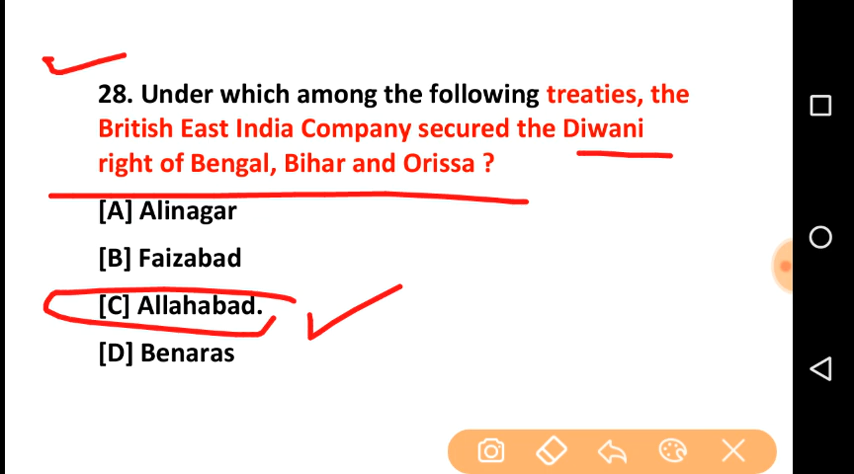 28. Under which among the following treaties, the
British East India Company secured the Diwani
right of Bengal, Bihar and Orissa ?
[A] Alinagar
[B] Faizabad
[C] Allahabad.
[D] Benaras